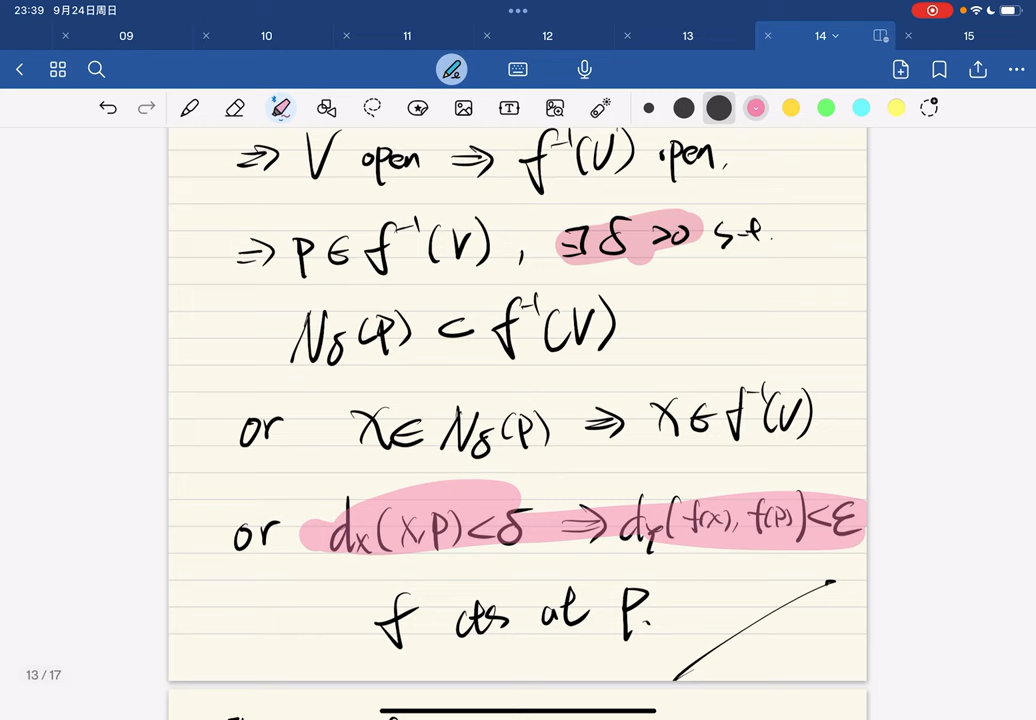 23:39 9月24日周日
09 10 11 12 13 14 15
⇒ V open ⇒ f⁻¹(V) open.
⇒ p ∈ f⁻¹(V), ∃ δ >0 s.t.
N_δ(p) ⊂ f⁻¹(V)
or x ∈ N_δ(p) ⇒ x ∈ f⁻¹(V)
or d_X(x,p)<δ ⇒ d_Y(f(x), f(p))<ε
f cts at p.
13 / 17